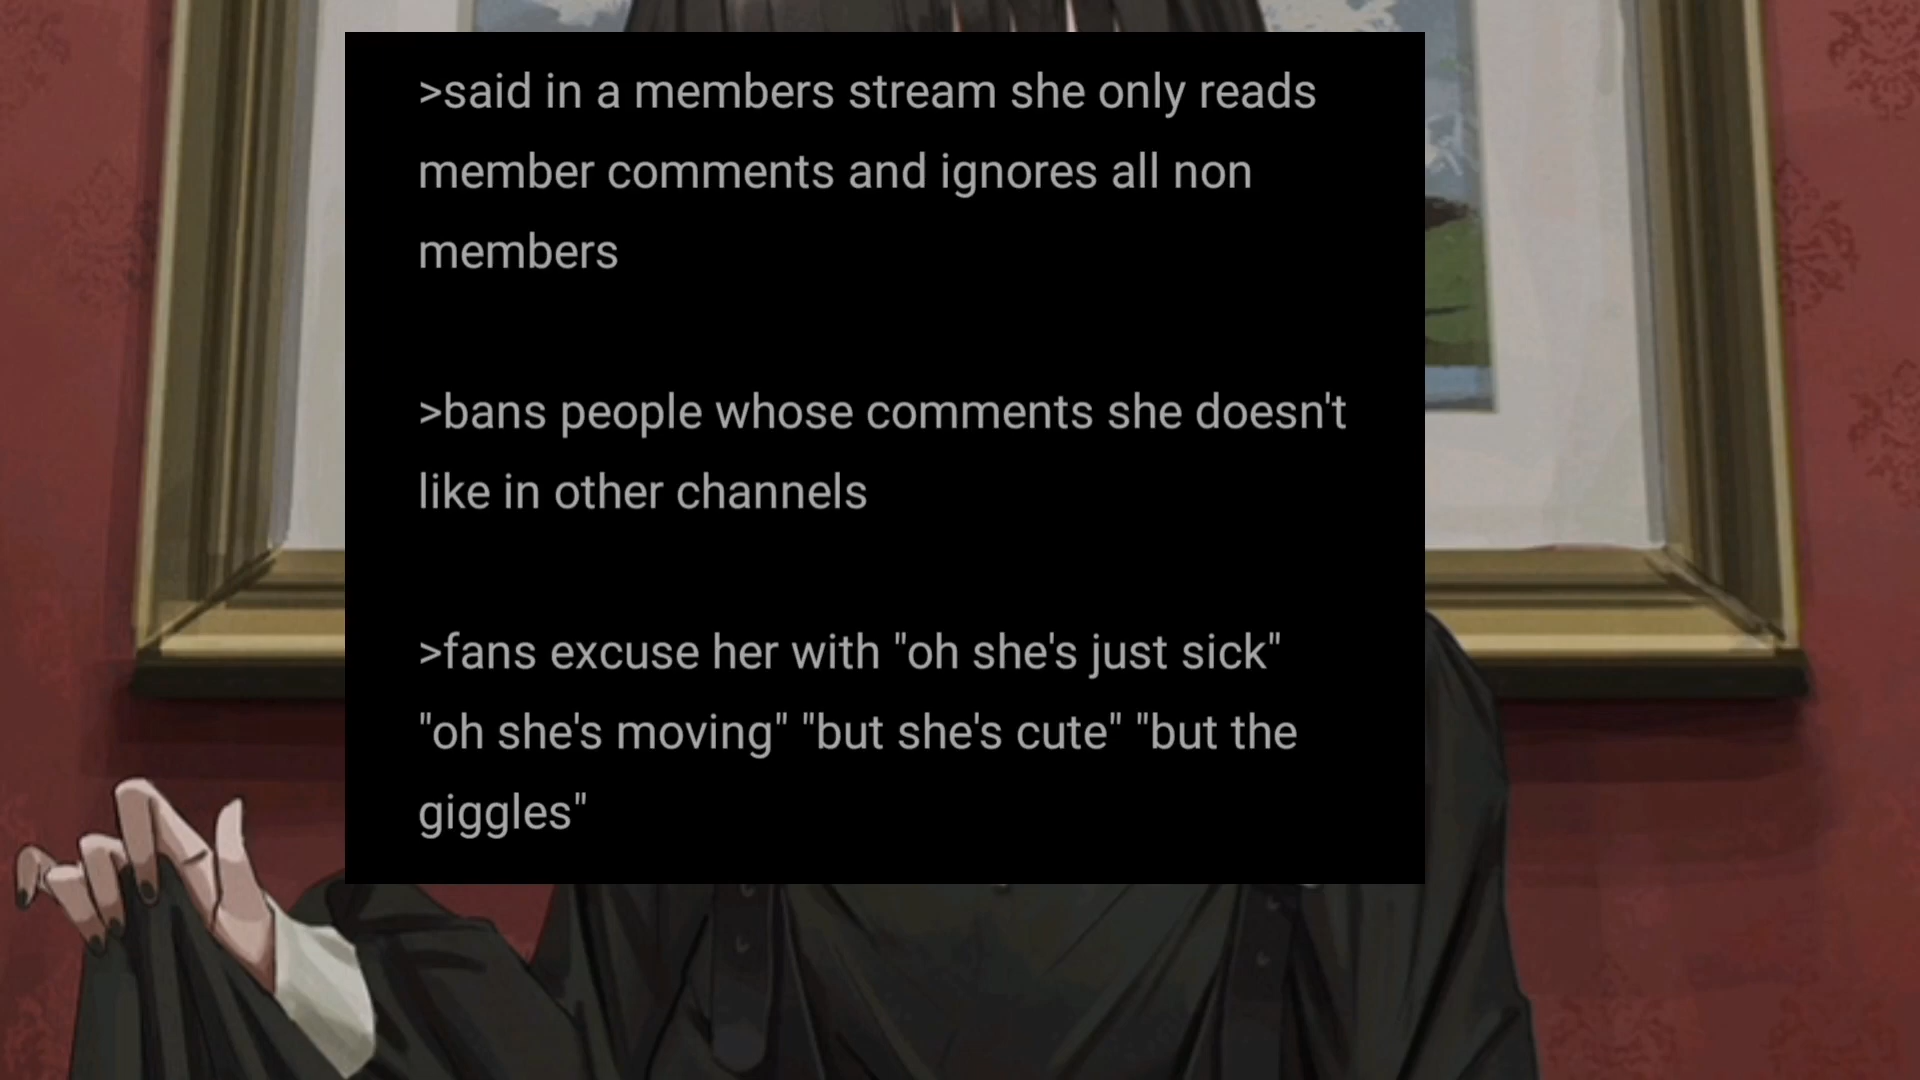 >said in a members stream she only reads
member comments and ignores all non
members
>bans people whose comments she doesn't
like in other channels
>fans excuse her with "oh she's just sick"
"oh she's moving" "but she's cute" "but the
giggles"